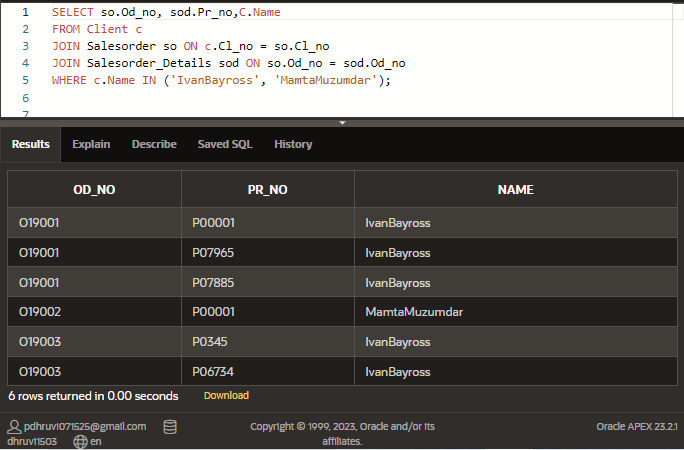 1 SELECT so.Od_no, sod.Pr_no,C.Name
2 FROM Client c
3 JOIN Salesorder so ON c.Cl_no = so.Cl_no
4 JOIN Salesorder_Details sod ON so.Od_no = sod.Od_no
5 WHERE c.Name IN ('IvanBayross', 'MamtaMuzumdar');
6
7
Results Explain Describe Saved SQL History
OD_NO PR_NO NAME
O19001 P00001 IvanBayross
O19001 P07965 IvanBayross
O19001 P07885 IvanBayross
O19002 P00001 MamtaMuzumdar
O19003 P0345 IvanBayross
O19003 P06734 IvanBayross
6 rows returned in 0.00 seconds Download
pdhruvi071525@gmail.com Copyright © 1999, 2023, Oracle and/or its Oracle APEX 23.2.1
dhruvi1503 en affiliates.